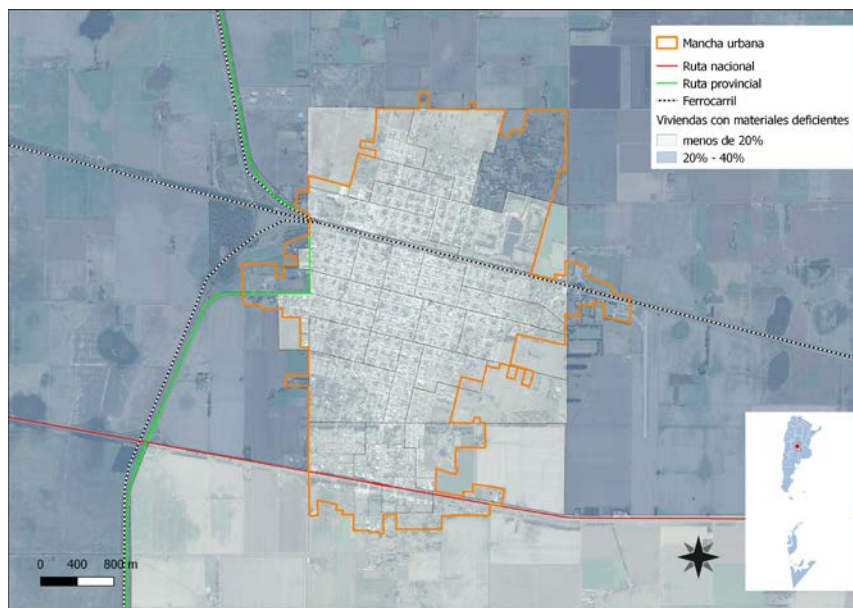 Mancha urbana
Ruta nacional
Ruta provincial
Ferrocarril
Viviendas con materiales deficientes
menos de 20%
20% - 40%
0 400 800 m